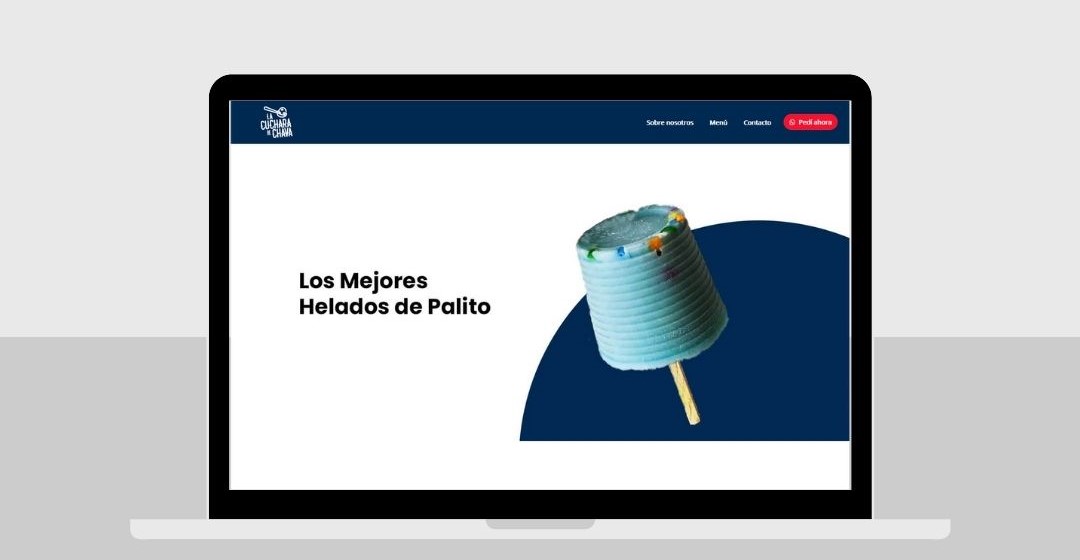 LA
CUCHARA
DE CHAVA
Sobre nosotros
Menú
Contacto
Pedí ahora
Los Mejores
Helados de Palito